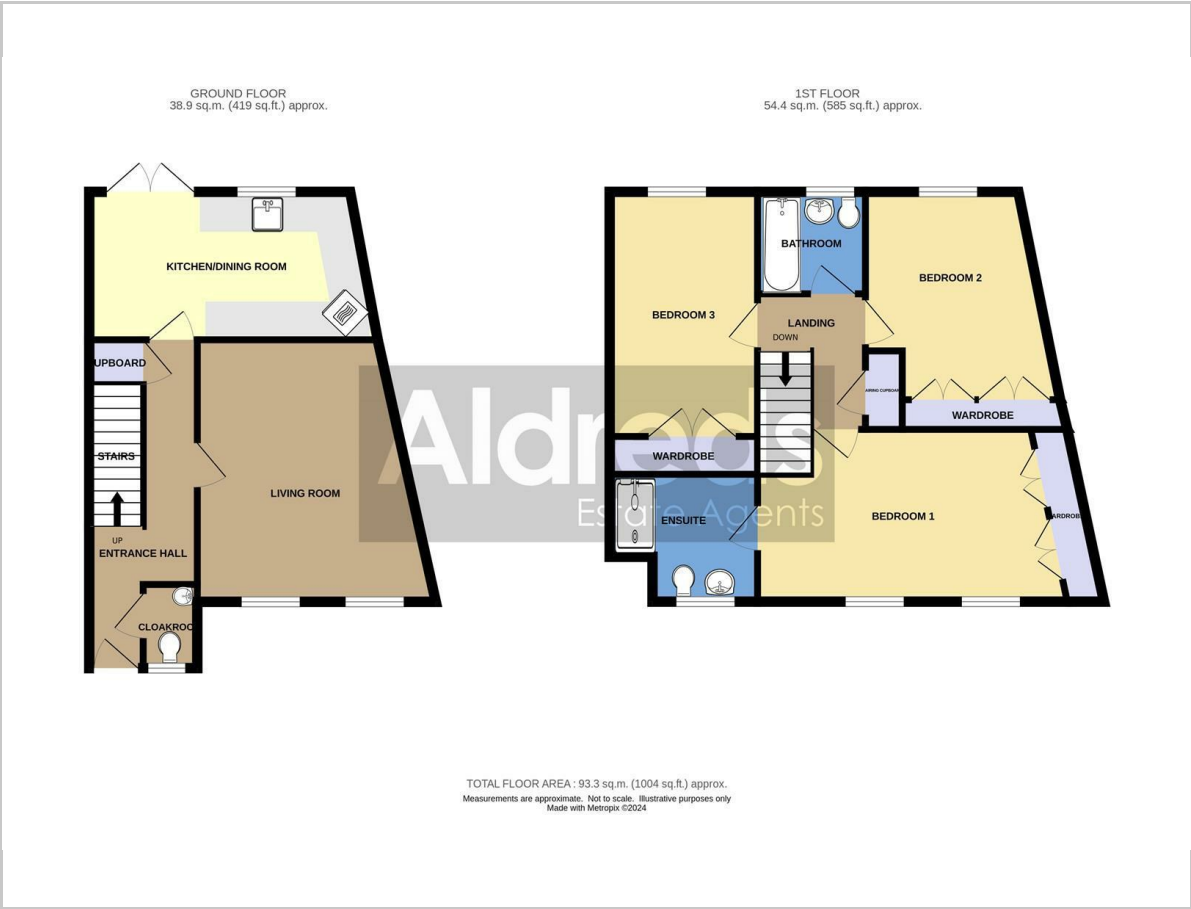 GROUND FLOOR
38.9 sq.m. (419 sq.ft.) approx.
1ST FLOOR
54.4 sq.m. (585 sq.ft.) approx.
KITCHEN/DINING ROOM
UPBOARD
STAIRS
UP
ENTRANCE HALL
CLOAKROO
LIVING ROOM
BATHROOM
BEDROOM 2
BEDROOM 3
LANDING
DOWN
AIRING CUPBOARD
WARDROBE
WARDROBE
ENSUITE
BEDROOM 1
ARDROB
Aldreds
Estate Agents
TOTAL FLOOR AREA : 93.3 sq.m. (1004 sq.ft.) approx.
Measurements are approximate. Not to scale. Illustrative purposes only
Made with Metropix ©2024